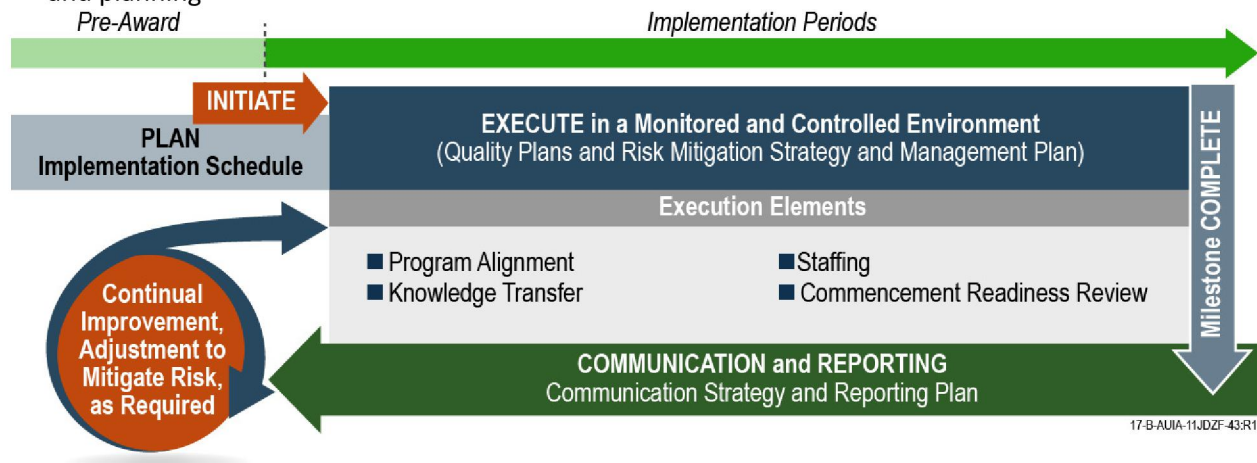 and planning
Pre-Award
Implementation Periods
INITIATE
PLAN
Implementation Schedule
EXECUTE in a Monitored and Controlled Environment
(Quality Plans and Risk Mitigation Strategy and Management Plan)
Execution Elements
■ Program Alignment
■ Knowledge Transfer
■ Staffing
■ Commencement Readiness Review
Milestone COMPLETE
Continual
Improvement,
Adjustment to
Mitigate Risk,
as Required
COMMUNICATION and REPORTING
Communication Strategy and Reporting Plan
17-B-AUIA-11JDZF-43:R1